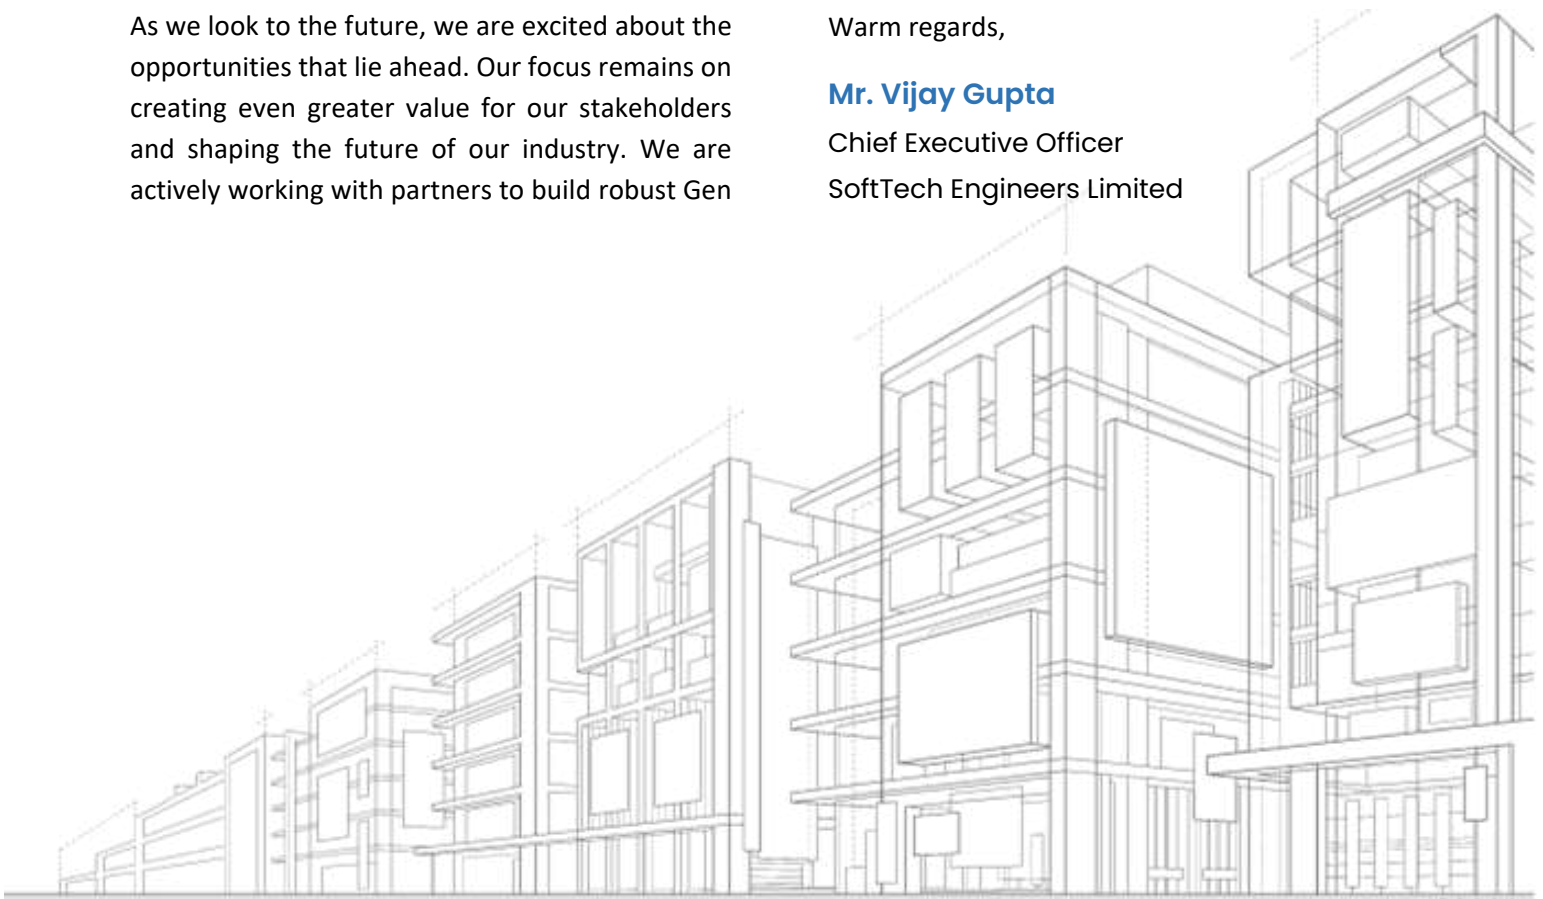 As we look to the future, we are excited about the
opportunities that lie ahead. Our focus remains on
creating even greater value for our stakeholders
and shaping the future of our industry. We are
actively working with partners to build robust Gen
Warm regards,
Mr. Vijay Gupta
Chief Executive Officer
SoftTech Engineers Limited